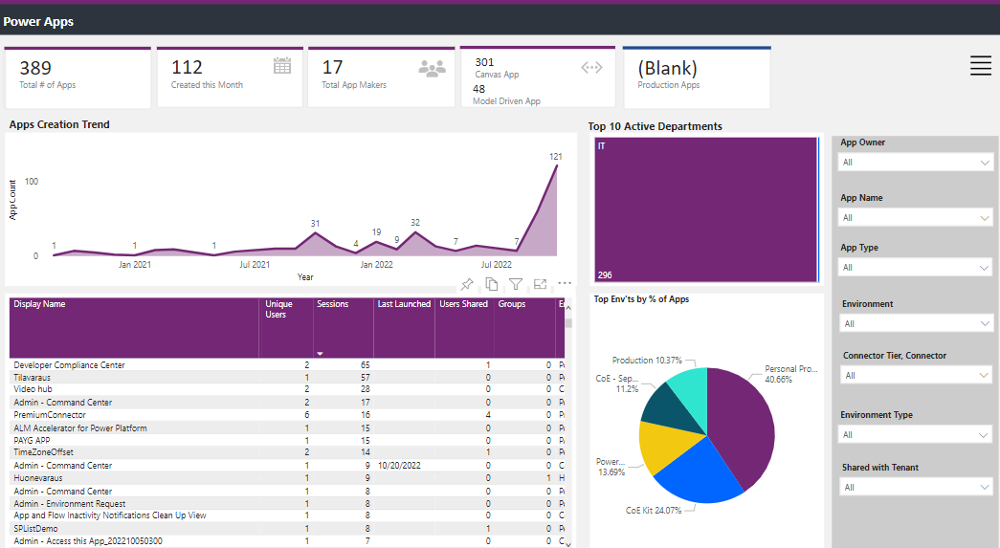 Power Apps
389
Total # of Apps
112
Created this Month
17
Total App Makers
301
Canvas App
48
Model Driven App
(Blank)
Production Apps
Apps Creation Trend
AppCount
100
0
1
1
1
31
4
19
9
32
7
7
121
Jan 2021
Jul 2021
Jan 2022
Jul 2022
Year
Top 10 Active Departments
IT
296
Display Name Unique Users Sessions Last Launched Users Shared Groups
Developer Compliance Center 2 65 1 0
Tilavaraus 1 57 0 0
Video hub 2 28 0 0 C
Admin - Command Center 2 17 0 0
PremiumConnector 6 16 4 0
ALM Accelerator for Power Platform 1 15 0 0
PAYG APP 1 15 0 0
TimeZoneOffset 2 14 1 0
Admin - Command Center 1 9 10/20/2022 0 0 C
Huonevaraus 1 9 0 1 H
Admin - Command Center 1 8 0 0
Admin - Environment Request 1 8 0 0
App and Flow Inactivity Notifications Clean Up View 1 8 0 0 C
SPListDemo 1 8 1 0
Admin - Access this App_202210050300 1 7 0 0 C
Top Env'ts by % of Apps
Production 10.37%
CoE - Sep...
11.2%
Power...
13.69%
CoE Kit 24.07%
Personal Pro...
40.66%
App Owner
All
App Name
All
App Type
All
Environment
All
Connector Tier, Connector
All
Environment Type
All
Shared with Tenant
All